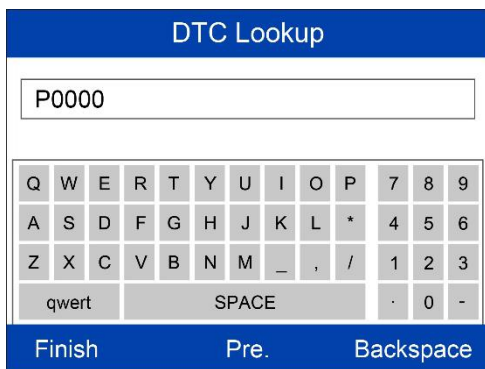 DTC Lookup
P0000
Q W E R T Y U I O P 7 8 9
A S D F G H J K L * 4 5 6
Z X C V B N M _ , / 1 2 3
qwert SPACE . 0 -
Finish Pre. Backspace